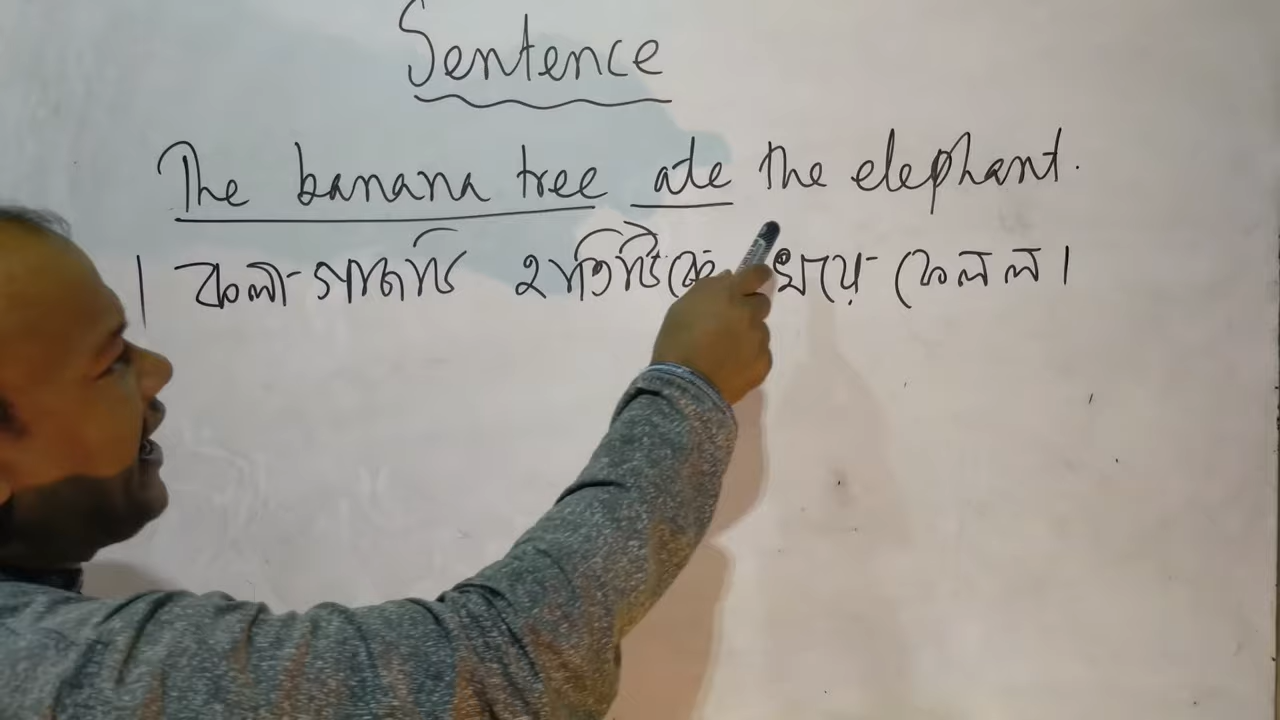 Sentence
The banana tree ate the elephant.
। কলা গাছটি হাতিটিকে খেয়ে ফেলল।